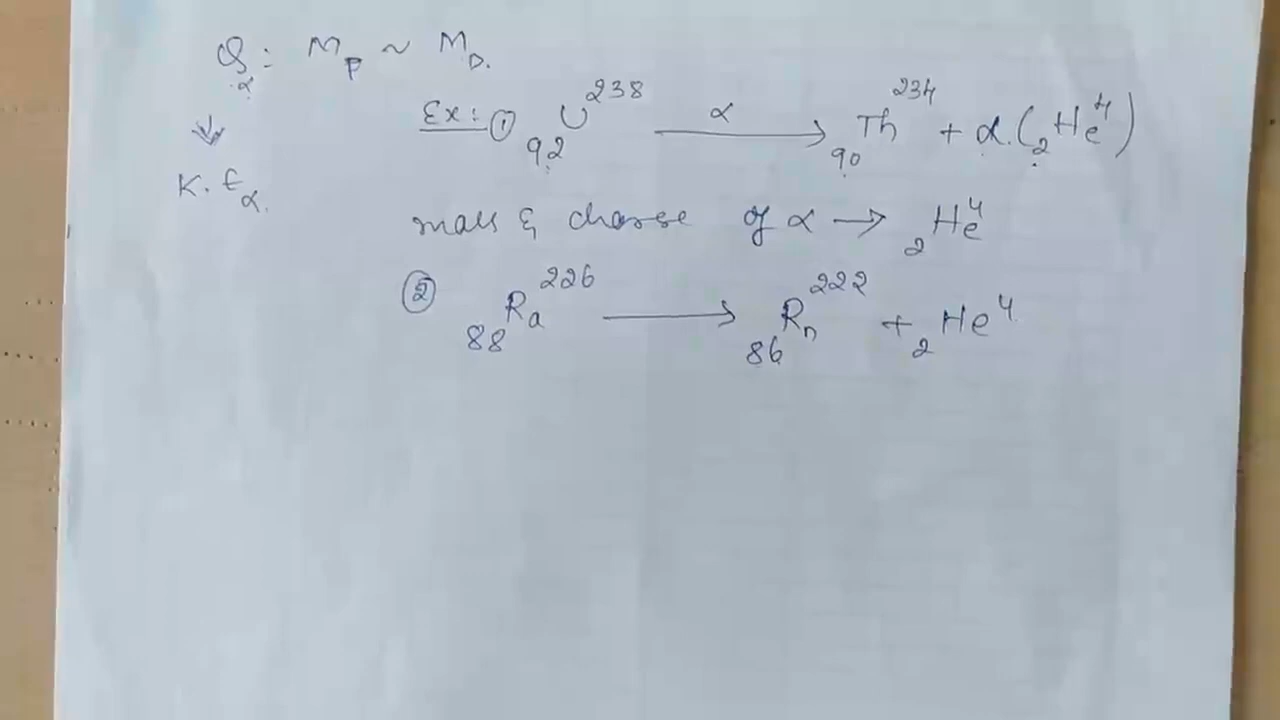 Qα: Mp ~ MD.
Ex: ① 92U238 α→ 90Th234 + α.(2He4)
K. Eα.
mass & charge of α → 2He4
② 88Ra226 → 86Rn222 + 2He4